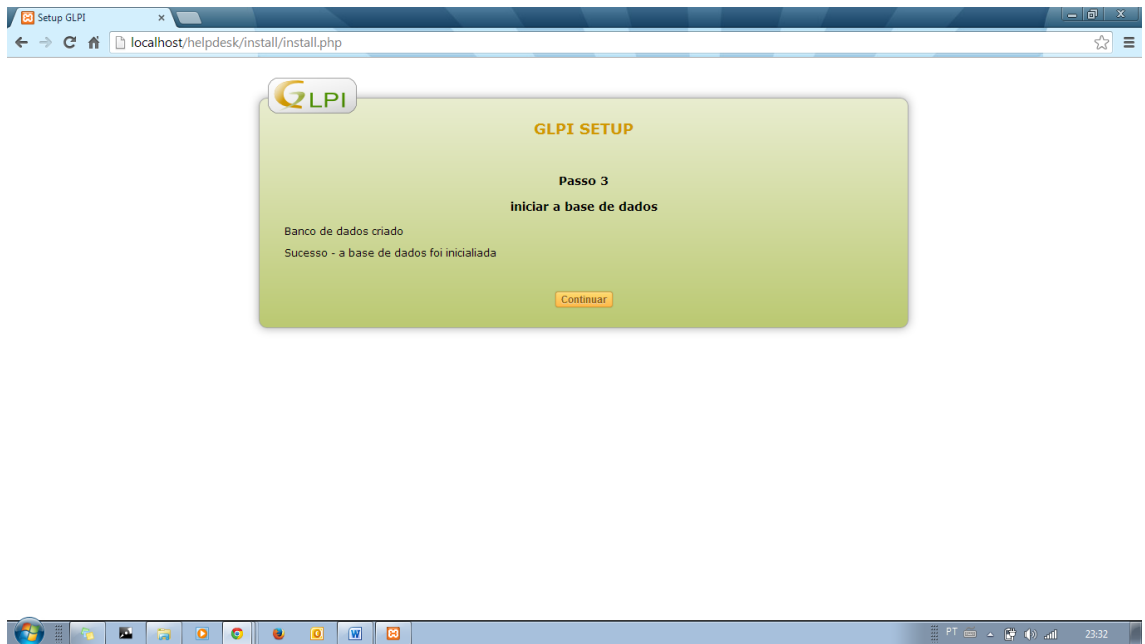 Setup GLPI
localhost/helpdesk/install/install.php
GLPI
GLPI SETUP
Passo 3
iniciar a base de dados
Banco de dados criado
Sucesso - a base de dados foi inicialiada
Continuar
PT
23:32